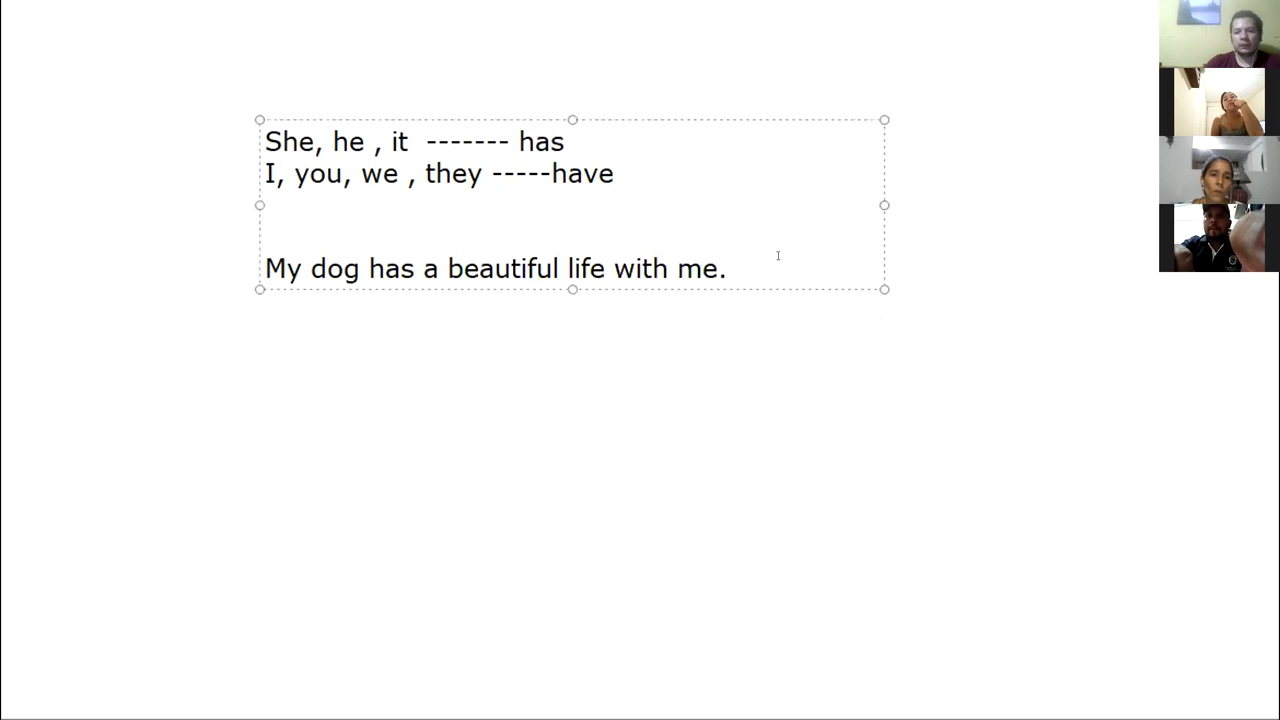 She, he , it  ------- has
I, you, we , they -----have
My dog has a beautiful life with me.